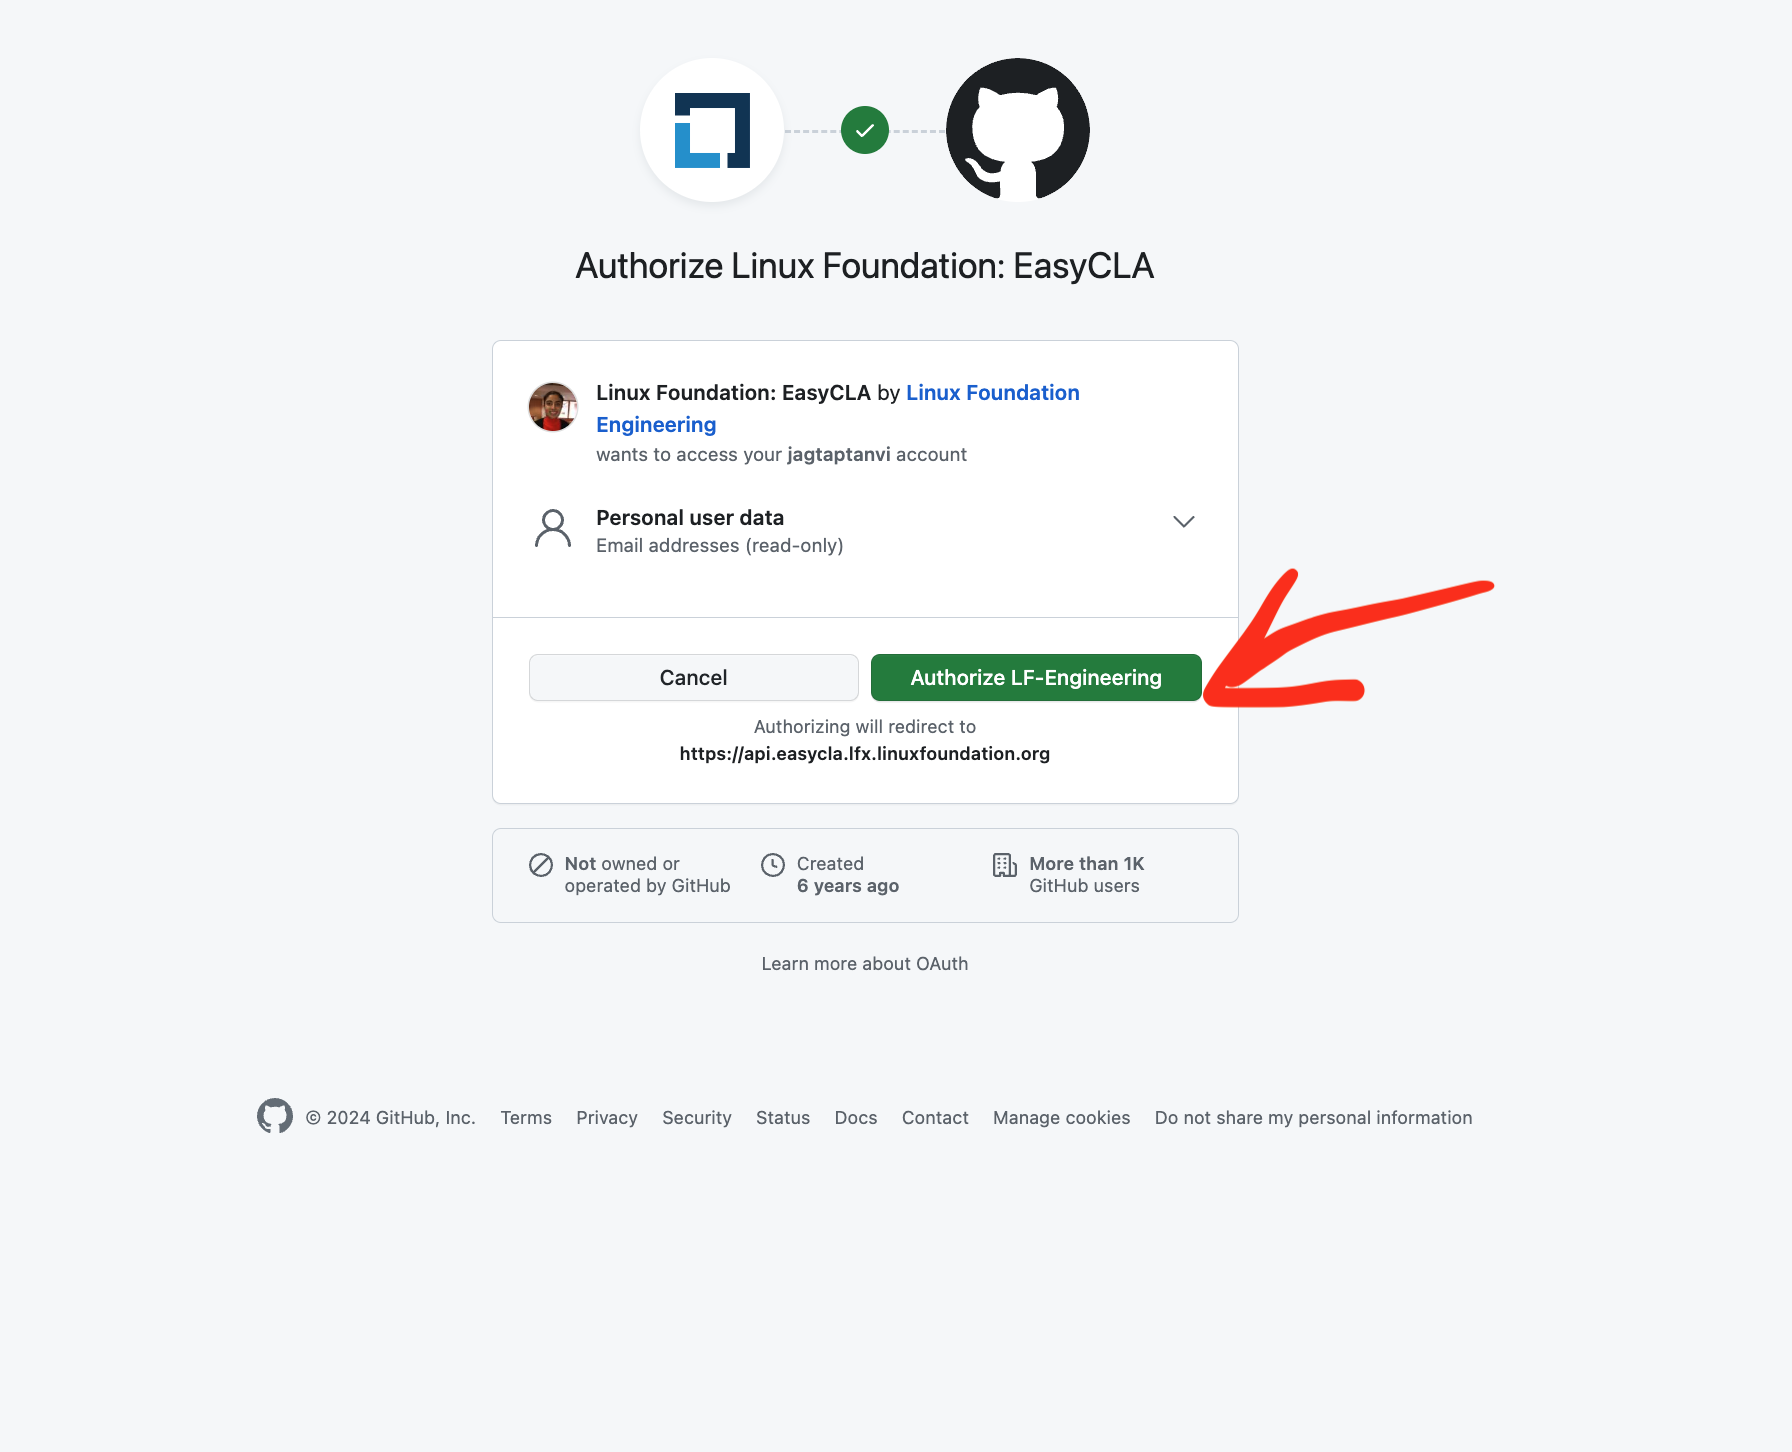 Authorize Linux Foundation: EasyCLA
Linux Foundation: EasyCLA by Linux Foundation
Engineering
wants to access your jagtaptanvi account
Personal user data
Email addresses (read-only)
Cancel
Authorize LF-Engineering
Authorizing will redirect to
https://api.easycla.lfx.linuxfoundation.org
Not owned or
operated by GitHub
Created
6 years ago
More than 1K
GitHub users
Learn more about OAuth
© 2024 GitHub, Inc. Terms Privacy Security Status Docs Contact Manage cookies Do not share my personal information